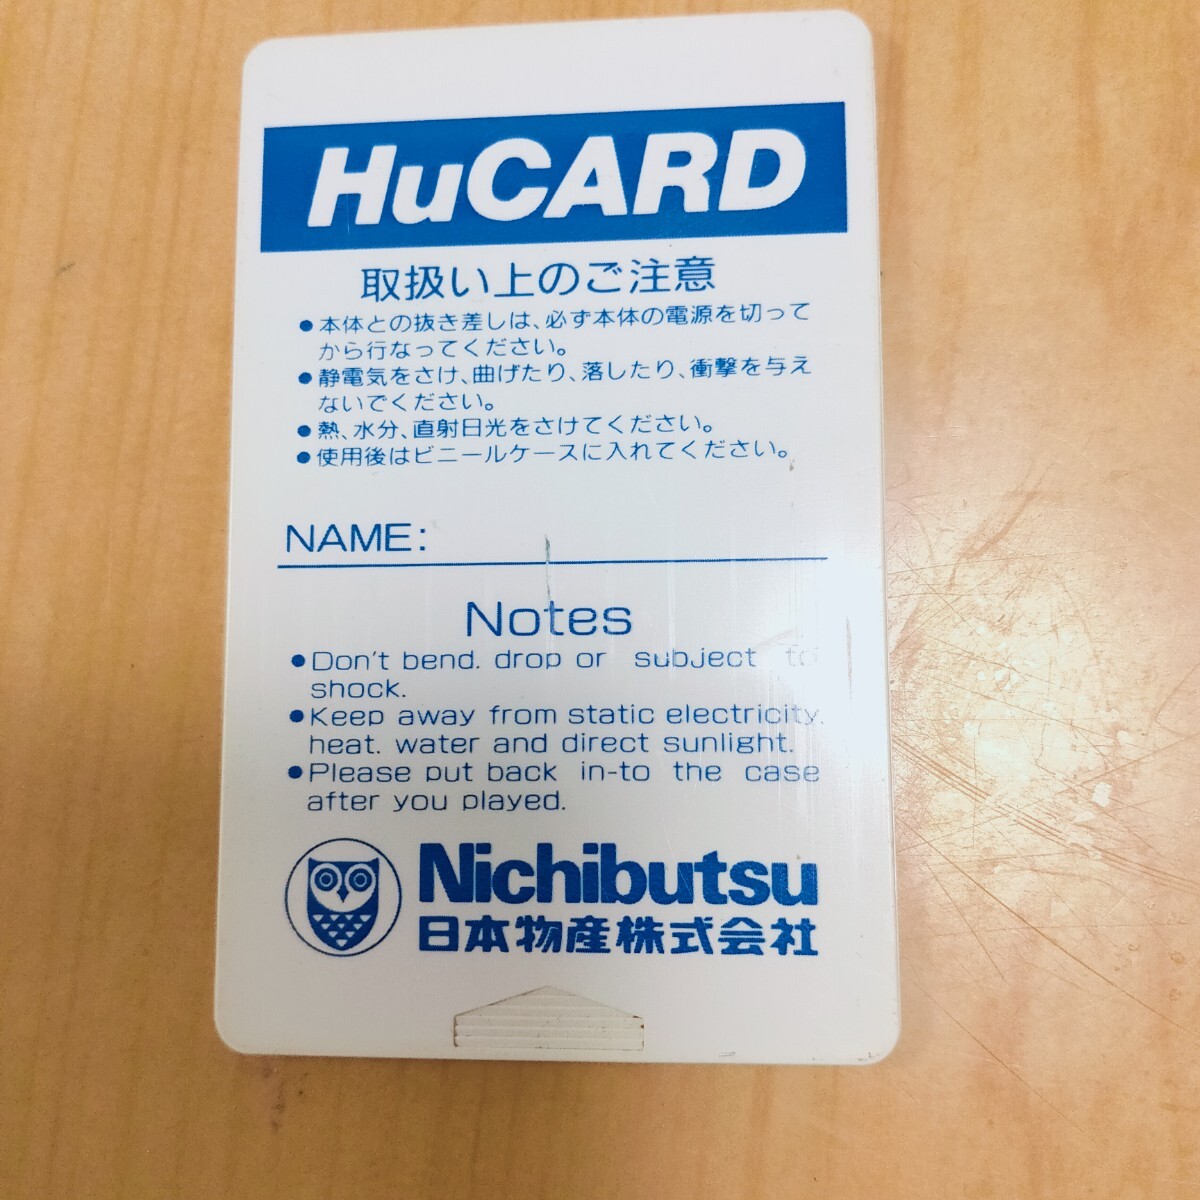 HuCARD
取扱い上のご注意
●本体との抜き差しは、必ず本体の電源を切って
から行なってください。
●静電気をさけ、曲げたり、落したり、衝撃を与え
ないでください。
●熱、水分、直射日光をさけてください。
●使用後はビニールケースに入れてください。
NAME:
Notes
●Don't bend. drop or subject to
shock.
●Keep away from static electricity.
heat. water and direct sunlight.
●Please put back in-to the case
after you played.
Nichibutsu
日本物産株式会社